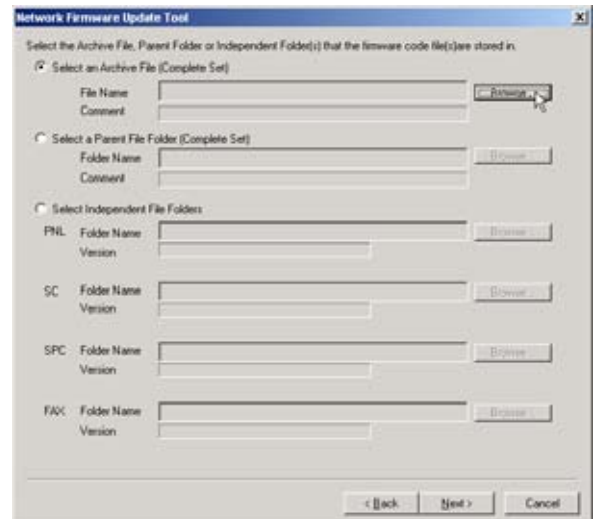 Network Firmware Update Tool
Select the Archive File, Parent Folder or Independent Folder(s) that the firmware code file(s)are stored in.
Select an Archive File (Complete Set)
File Name
Browse...
Comment
Select a Parent File Folder (Complete Set)
Folder Name
Browse...
Comment
Select Independent File Folders
PNL Folder Name
Browse...
Version
SC Folder Name
Browse...
Version
SPC Folder Name
Browse...
Version
FAX Folder Name
Browse...
Version
< Back Next > Cancel